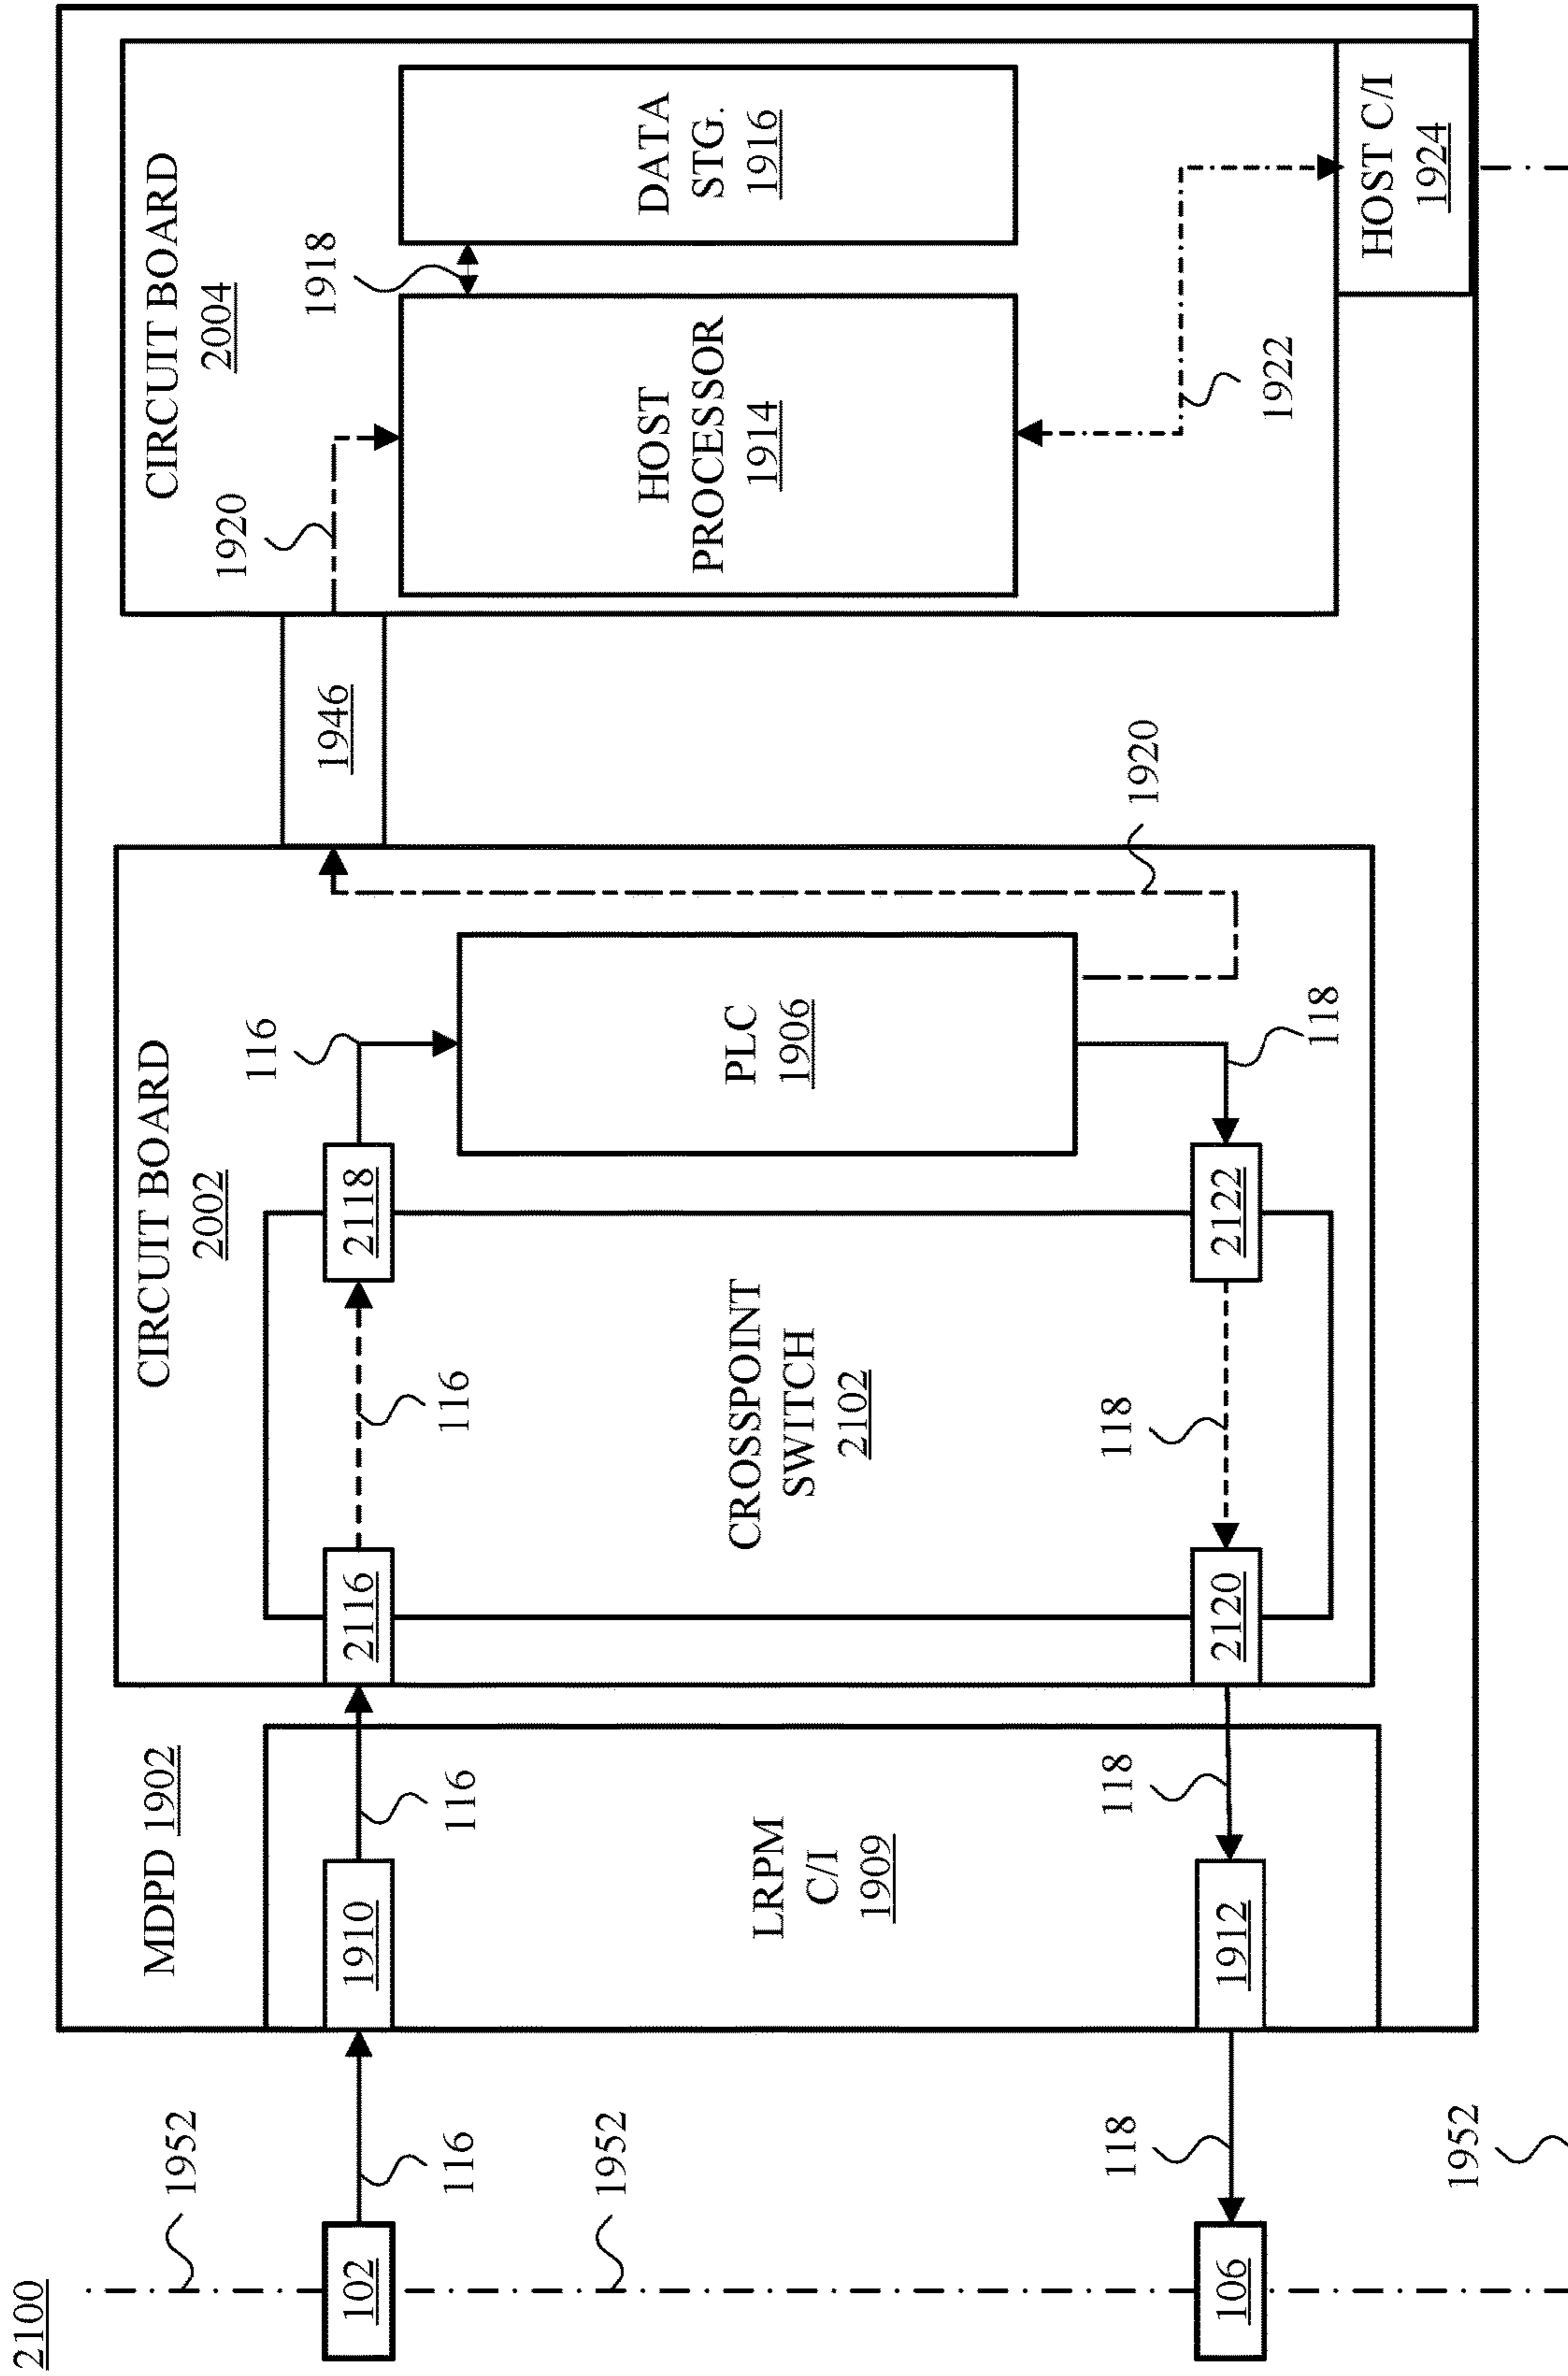 2100
1952
102
116
1952
106
118
1952
MDPD 1902
1910
116
LRPM
C/I
1909
118
1912
CIRCUIT BOARD
2002
2116
116
2118
116
CROSSPOINT
SWITCH
2102
2120
118
2122
118
PLC
1906
1920
1946
CIRCUIT BOARD
2004
1920
HOST
PROCESSOR
1914
1918
DATA
STG.
1916
1922
HOST C/I
1924